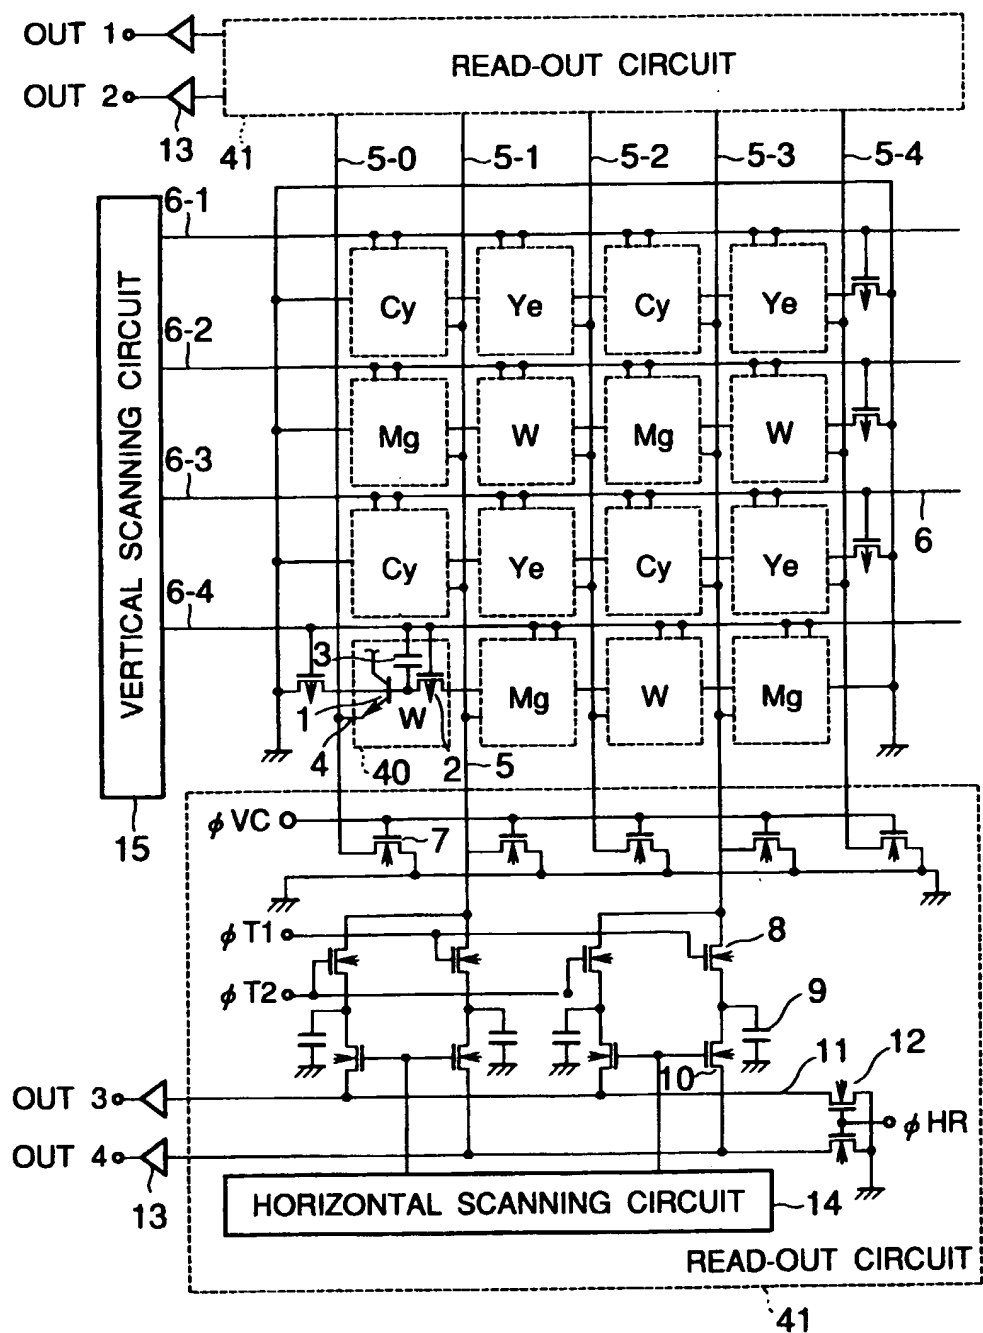 OUT 1
READ-OUT CIRCUIT
OUT 2
13
41
5-0
5-1
5-2
5-3
5-4
6-1
Cy
Ye
Cy
Ye
6-2
VERTICAL SCANNING CIRCUIT
Mg
W
Mg
W
6-3
6
Cy
Ye
Cy
Ye
6-4
3
1
W
Mg
W
Mg
4
40
2
5
15
φVC
7
φT1
8
φT2
9
10
11
12
OUT 3
φHR
OUT 4
13
HORIZONTAL SCANNING CIRCUIT
14
READ-OUT CIRCUIT
41